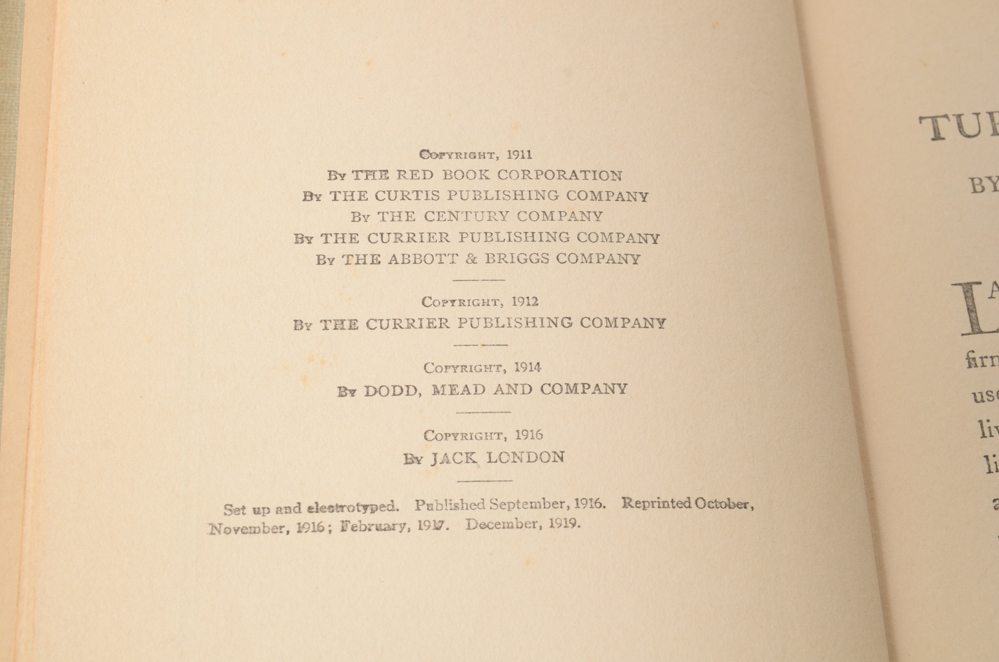 COPYRIGHT, 1911
BY THE RED BOOK CORPORATION
BY THE CURTIS PUBLISHING COMPANY
BY THE CENTURY COMPANY
BY THE CURRIER PUBLISHING COMPANY
BY THE ABBOTT & BRIGGS COMPANY
COPYRIGHT, 1912
BY THE CURRIER PUBLISHING COMPANY
COPYRIGHT, 1914
BY DODD, MEAD AND COMPANY
COPYRIGHT, 1916
BY JACK LONDON
Set up and electrotyped. Published September, 1916. Reprinted October,
November, 1916; February, 1917. December, 1919.
BY